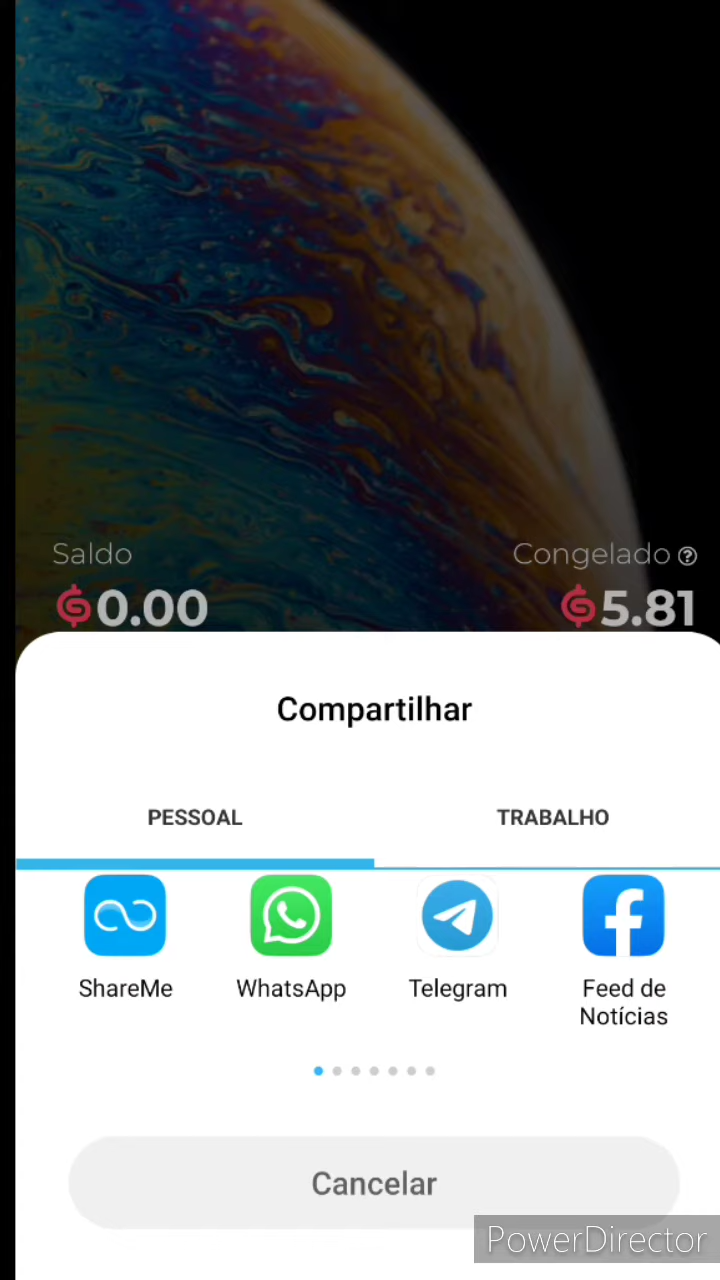 Saldo
Congelado ?
0.00
5.81
Compartilhar
PESSOAL
TRABALHO
ShareMe
WhatsApp
Telegram
Feed de
Notícias
Cancelar
PowerDirector